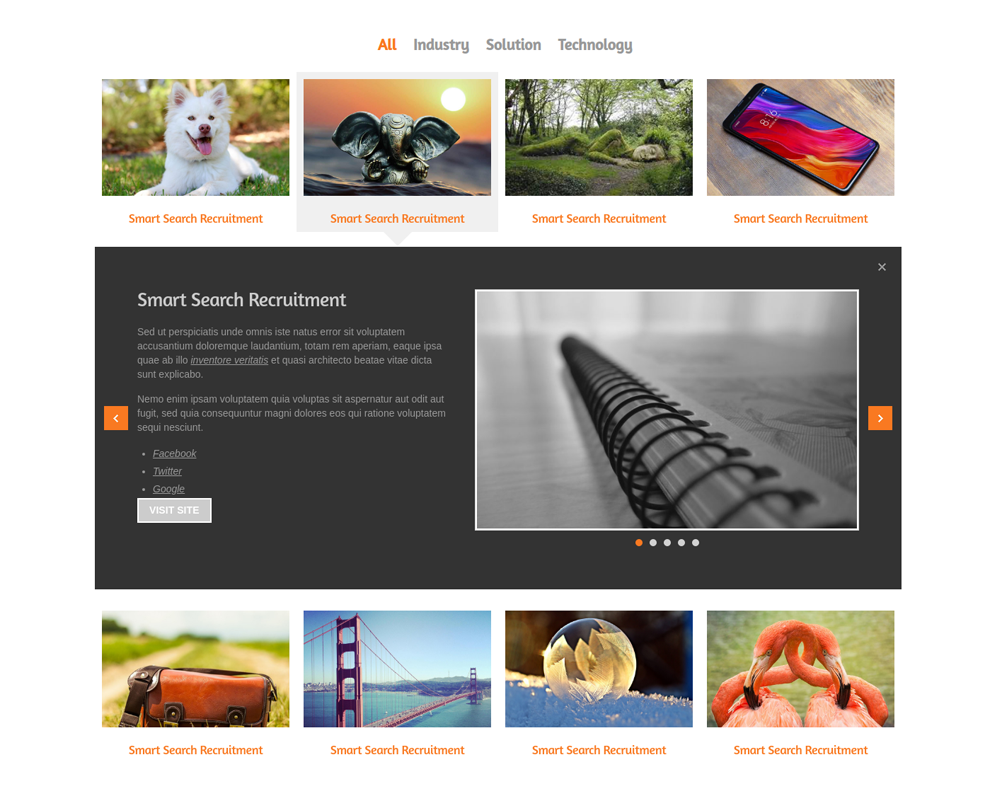 All Industry Solution Technology
8:16
Smart Search Recruitment Smart Search Recruitment Smart Search Recruitment Smart Search Recruitment
Smart Search Recruitment
Sed ut perspiciatis unde omnis iste natus error sit voluptatem
accusantium doloremque laudantium, totam rem aperiam, eaque ipsa
quae ab illo inventore veritatis et quasi architecto beatae vitae dicta
sunt explicabo.
Nemo enim ipsam voluptatem quia voluptas sit aspernatur aut odit aut
fugit, sed quia consequuntur magni dolores eos qui ratione voluptatem
sequi nesciunt.
Facebook
Twitter
Google
VISIT SITE
Smart Search Recruitment Smart Search Recruitment Smart Search Recruitment Smart Search Recruitment